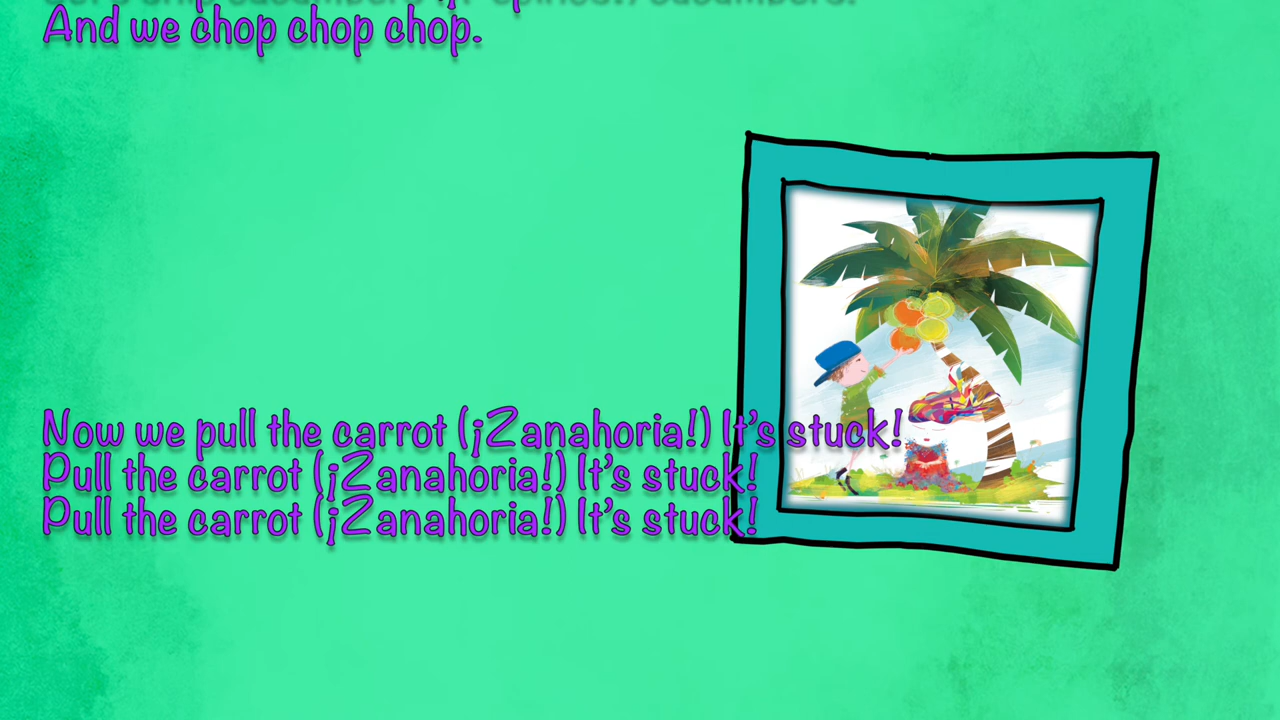 And we chop chop chop.
Now we pull the carrot (¡Zanahoria!) It's stuck!
Pull the carrot (¡Zanahoria!) It's stuck!
Pull the carrot (¡Zanahoria!) It's stuck!